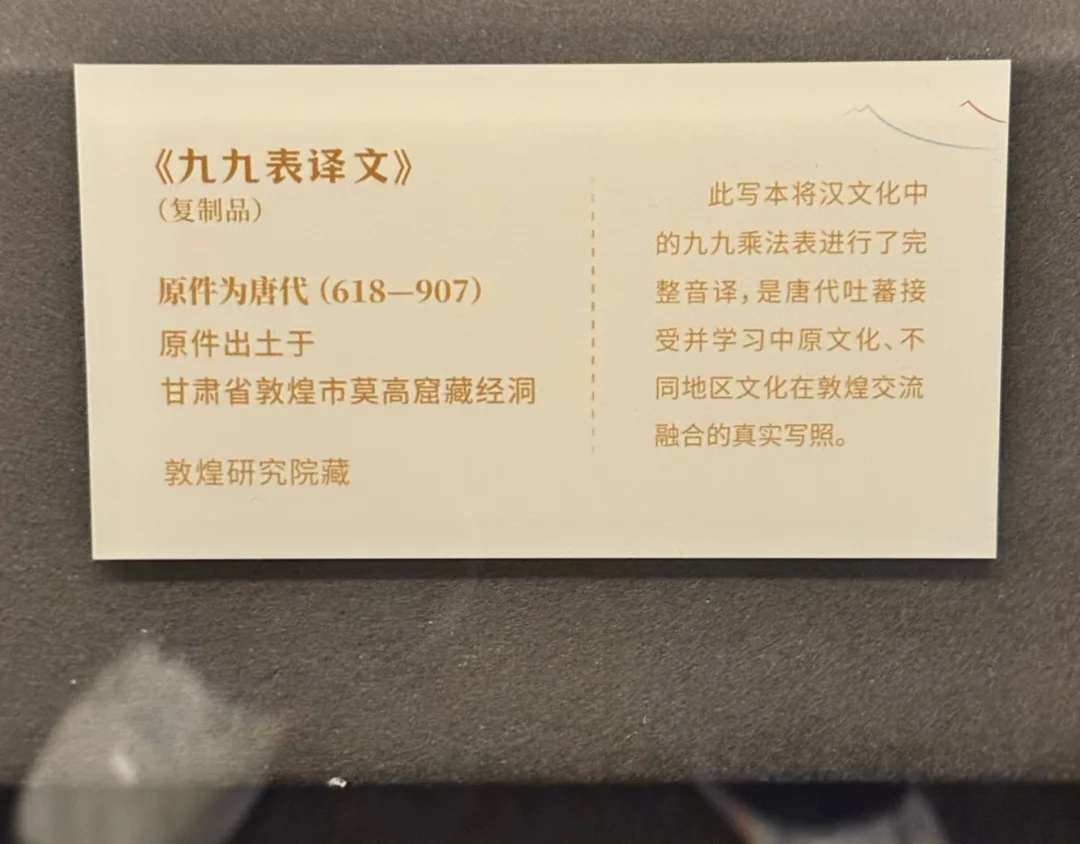 《九九表译文》
（复制品）
原件为唐代（618—907）
原件出土于
甘肃省敦煌市莫高窟藏经洞
敦煌研究院藏
此写本将汉文化中
的九九乘法表进行了完
整音译，是唐代吐蕃接
受并学习中原文化、不
同地区文化在敦煌交流
融合的真实写照。